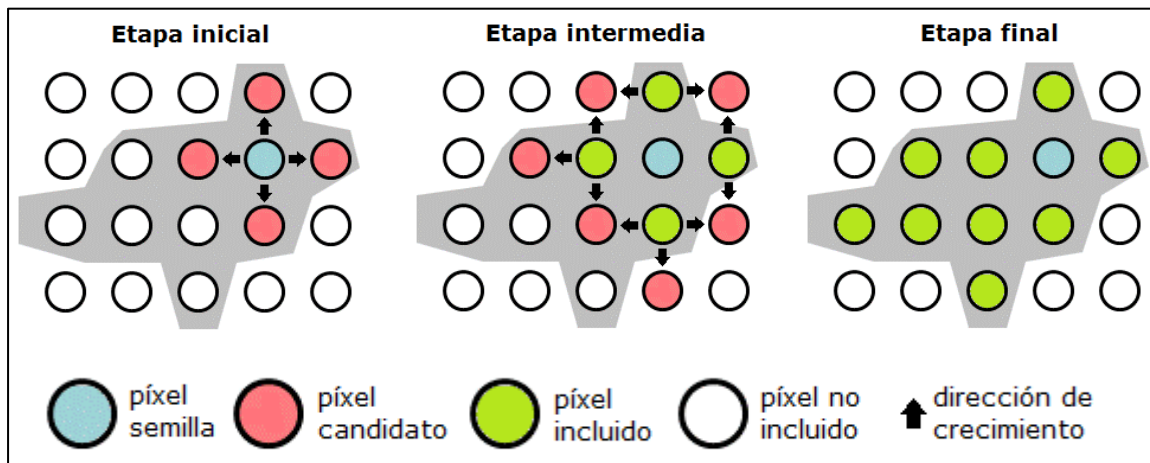 Etapa inicial
Etapa intermedia
Etapa final
píxel
semilla
píxel
candidato
píxel
incluido
píxel no
incluido
dirección de
crecimiento